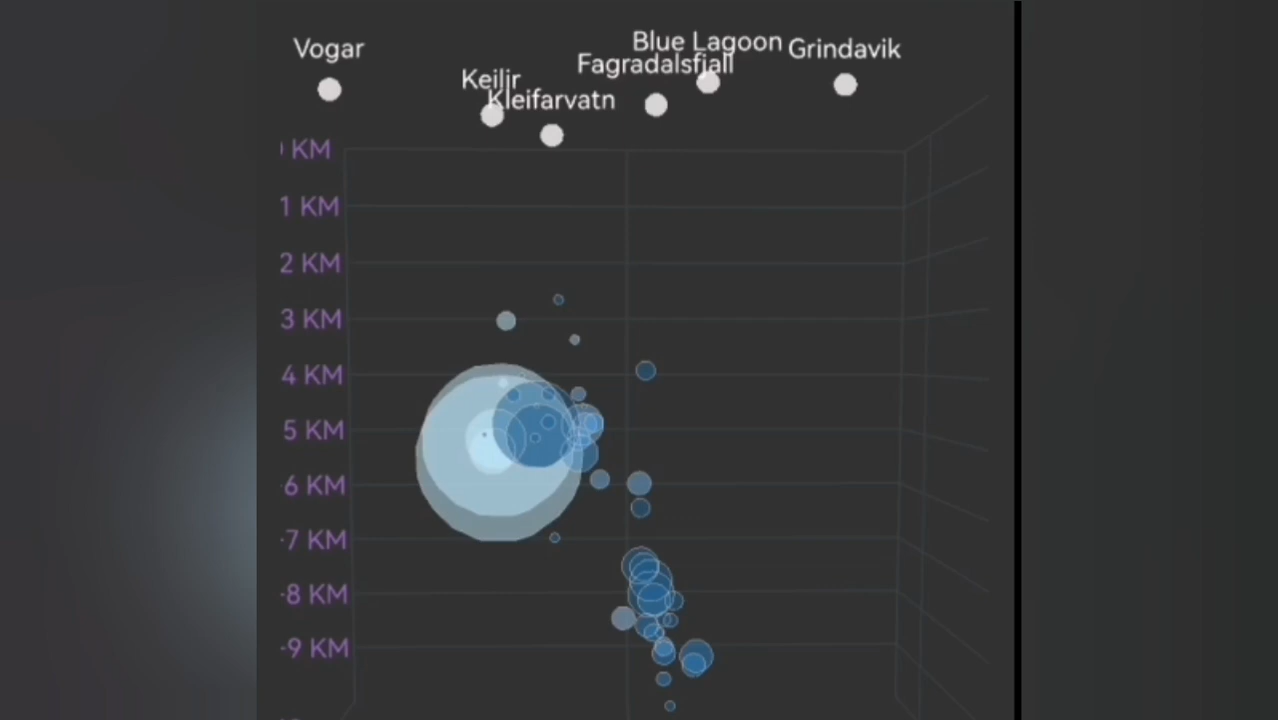 Vogar
Keilir
Kleifarvatn
Blue Lagoon
Fagradalsfjall
Grindavik
KM
1 KM
2 KM
3 KM
4 KM
5 KM
-6 KM
-7 KM
-8 KM
-9 KM